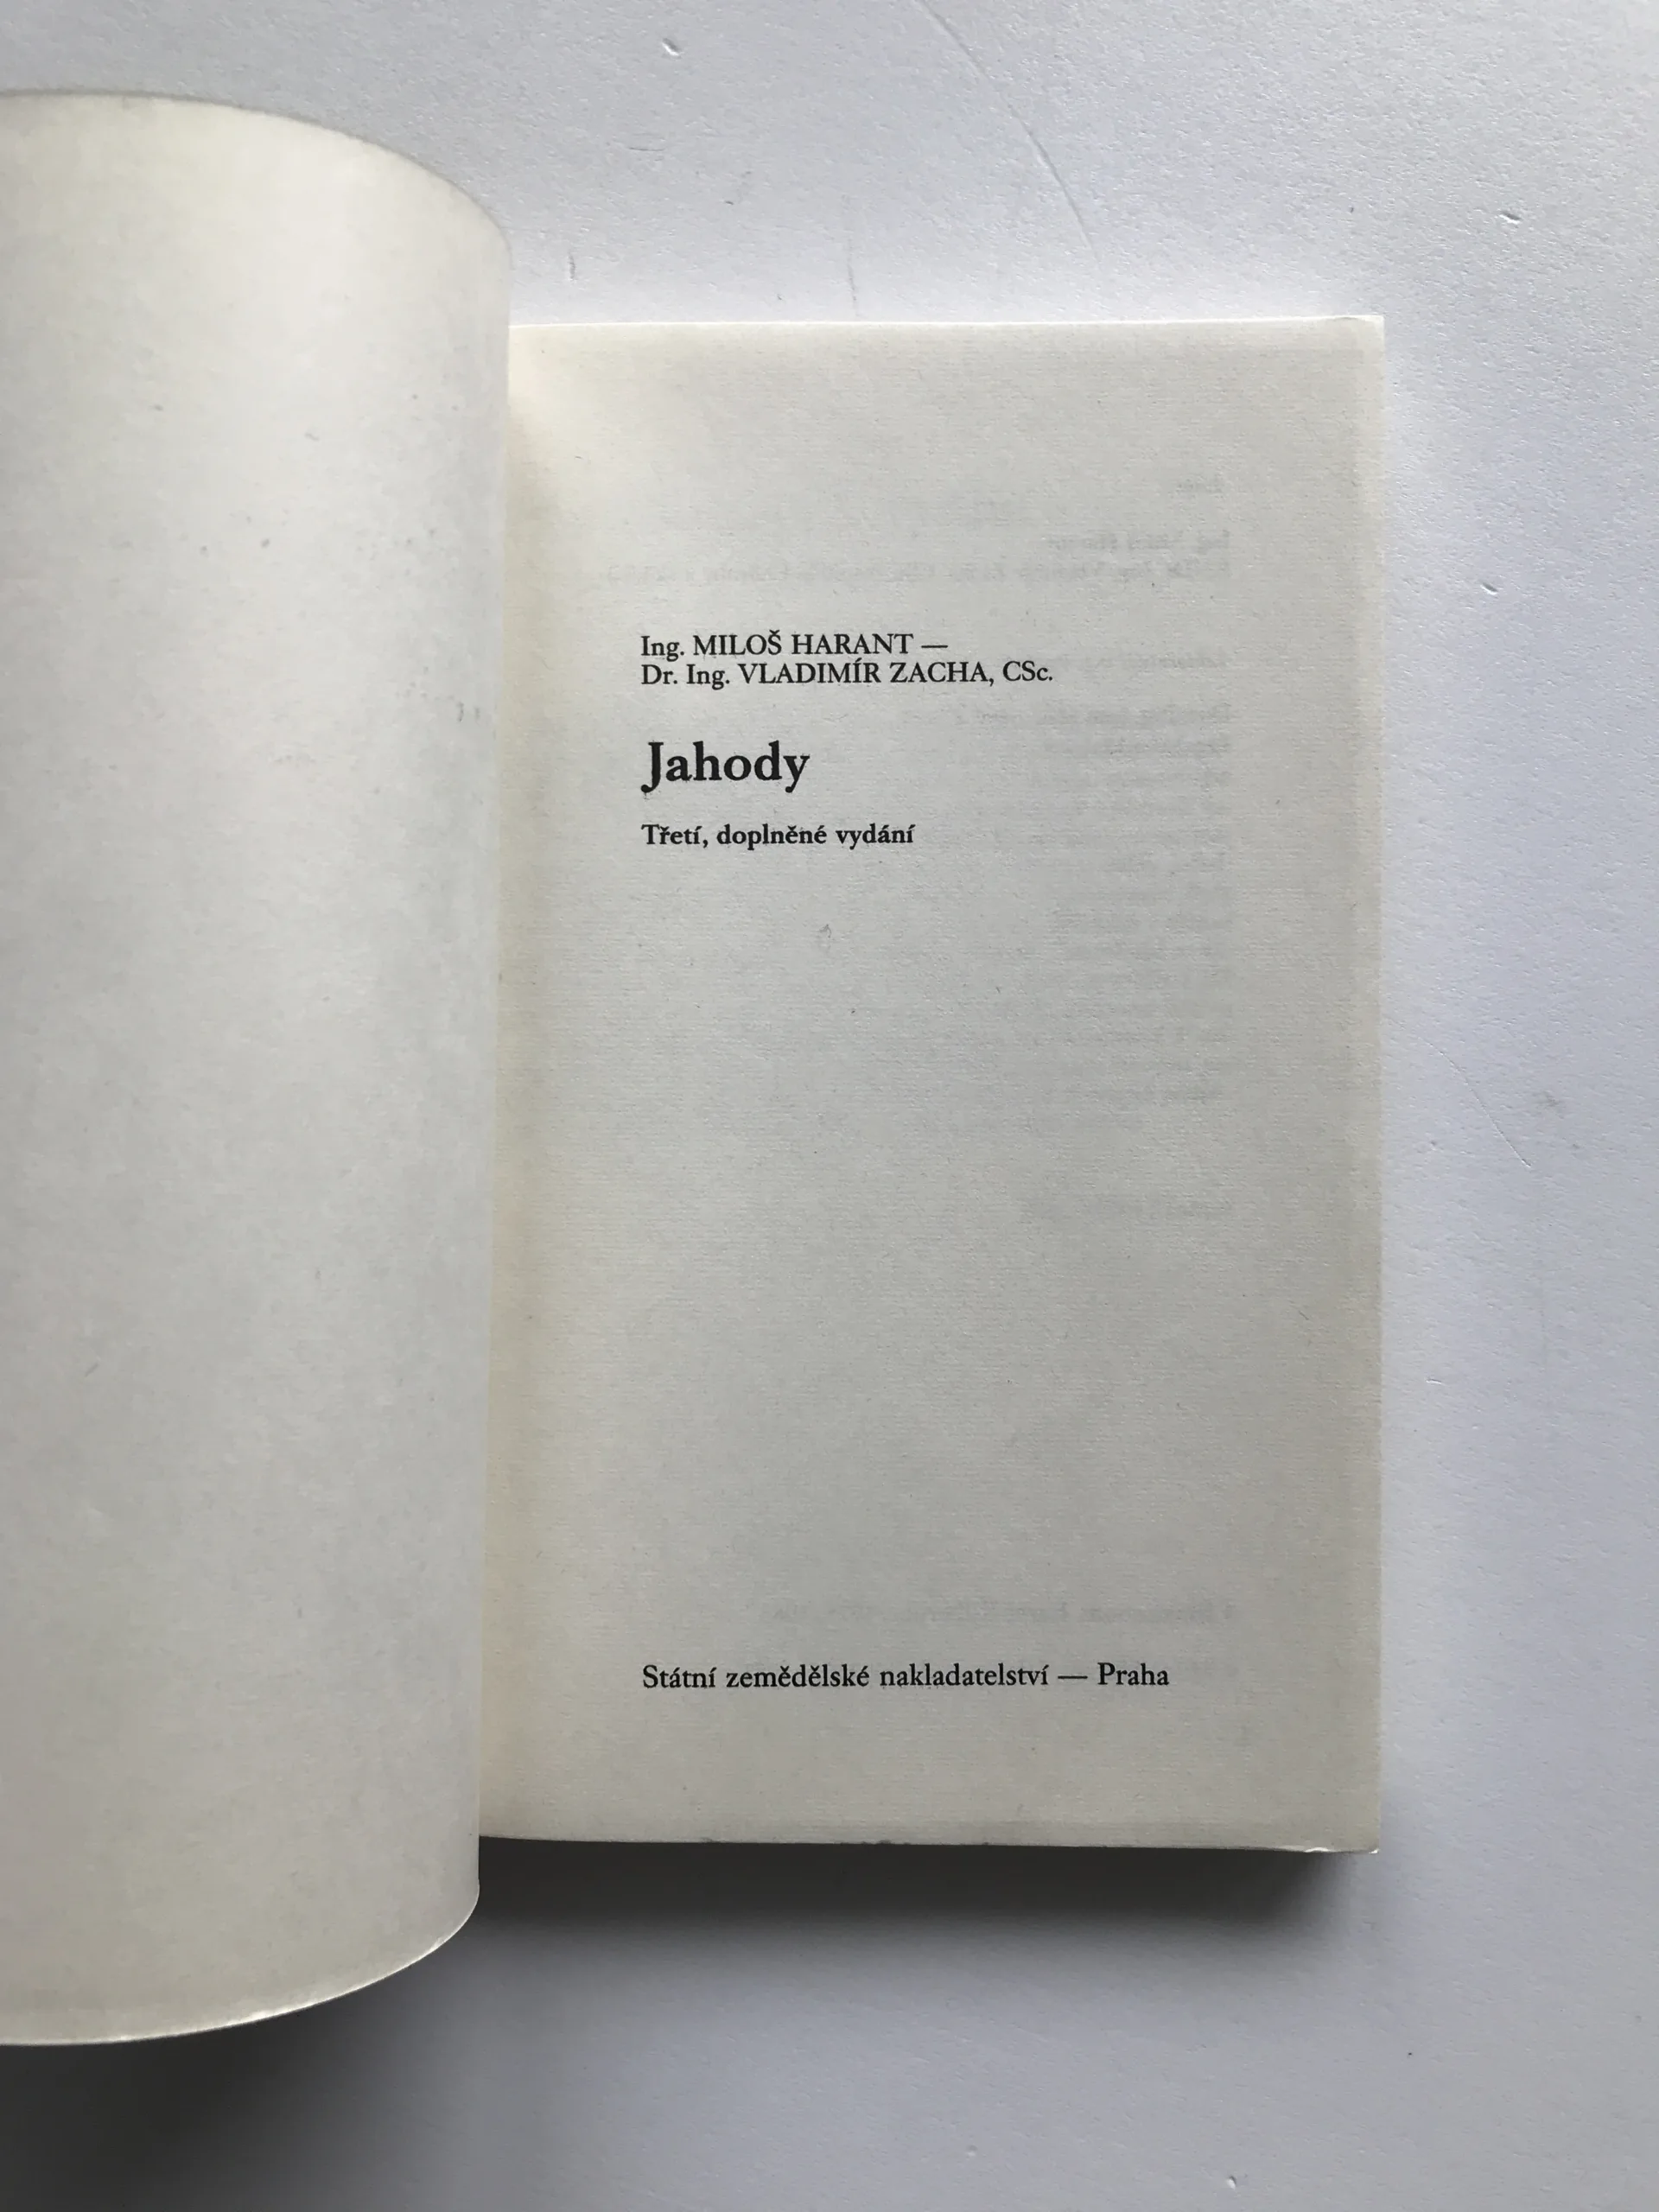 Ing. MILOŠ HARANT —
Dr. Ing. VLADIMÍR ZACHA, CSc.
Jahody
Třetí, doplněné vydání
Státní zemědělské nakladatelství — Praha